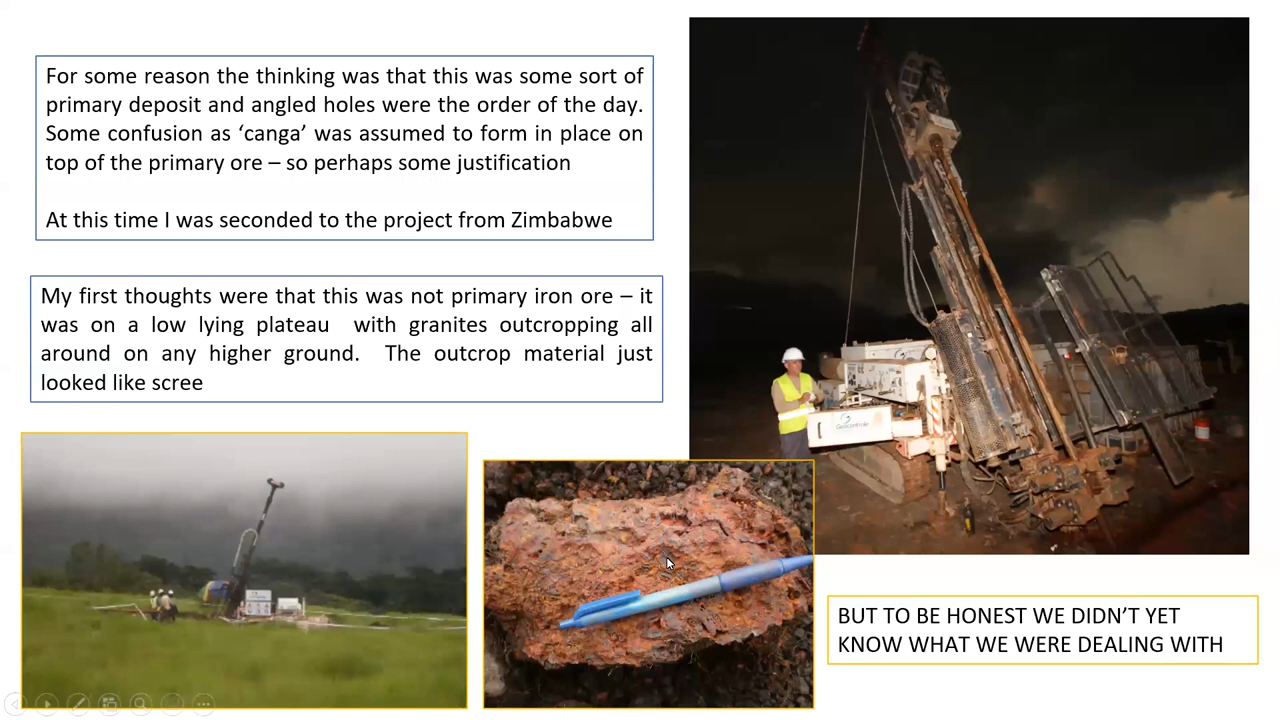 For some reason the thinking was that this was some sort of
primary deposit and angled holes were the order of the day.
Some confusion as ‘canga’ was assumed to form in place on
top of the primary ore – so perhaps some justification
At this time I was seconded to the project from Zimbabwe
My first thoughts were that this was not primary iron ore – it
was on a low lying plateau with granites outcropping all
around on any higher ground. The outcrop material just
looked like scree
Geocontrole
BUT TO BE HONEST WE DIDN’T YET
KNOW WHAT WE WERE DEALING WITH